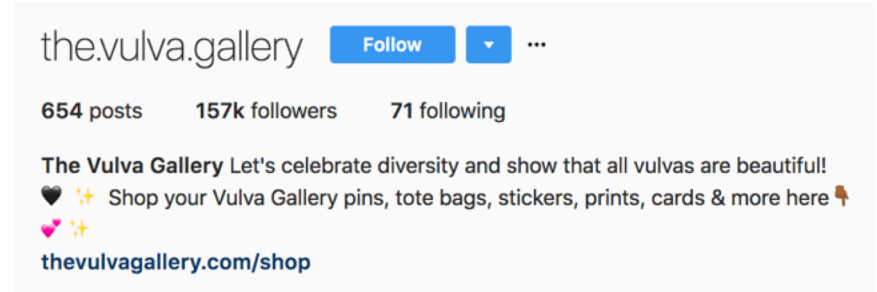 the.vulva.gallery Follow ▼ •••
654 posts 157k followers 71 following
The Vulva Gallery Let's celebrate diversity and show that all vulvas are beautiful!
🖤 ✨ Shop your Vulva Gallery pins, tote bags, stickers, prints, cards & more here👇🏾
💕 ✨
thevulvagallery.com/shop